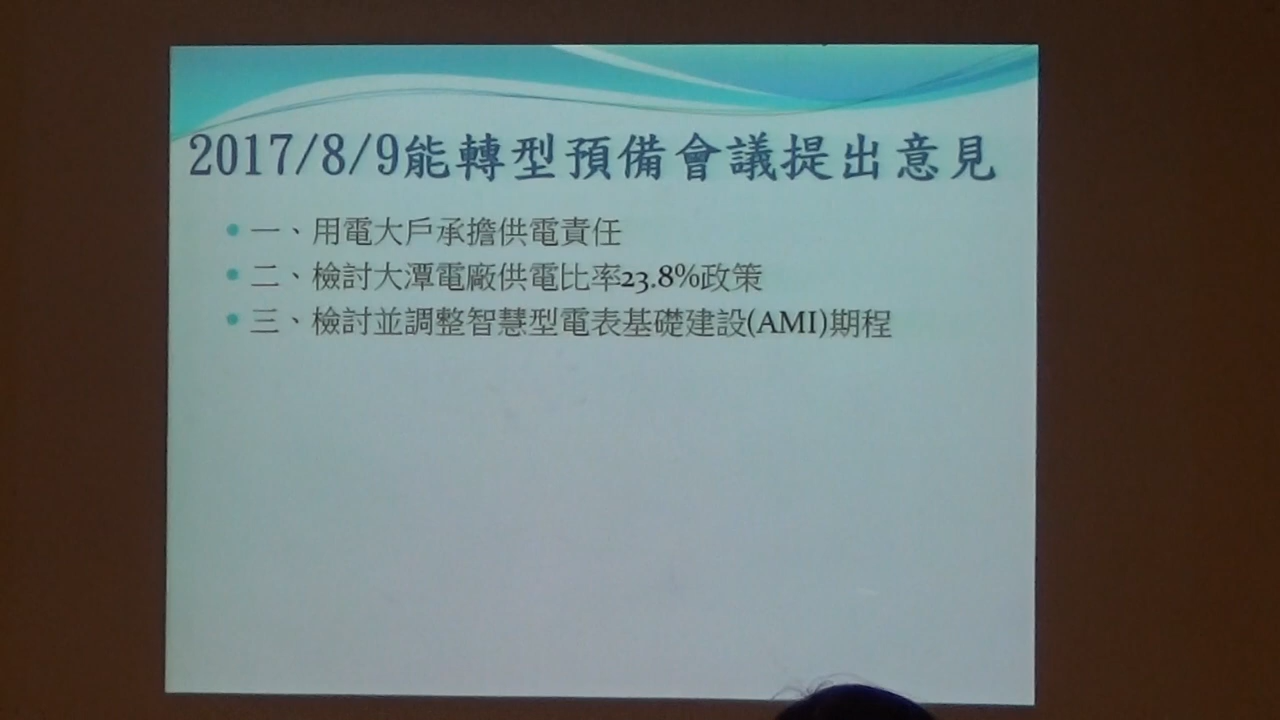 2017/8/9能轉型預備會議提出意見
一、用電大戶承擔供電責任
二、檢討大潭電廠供電比率23.8%政策
三、檢討並調整智慧型電表基礎建設(AMI)期程